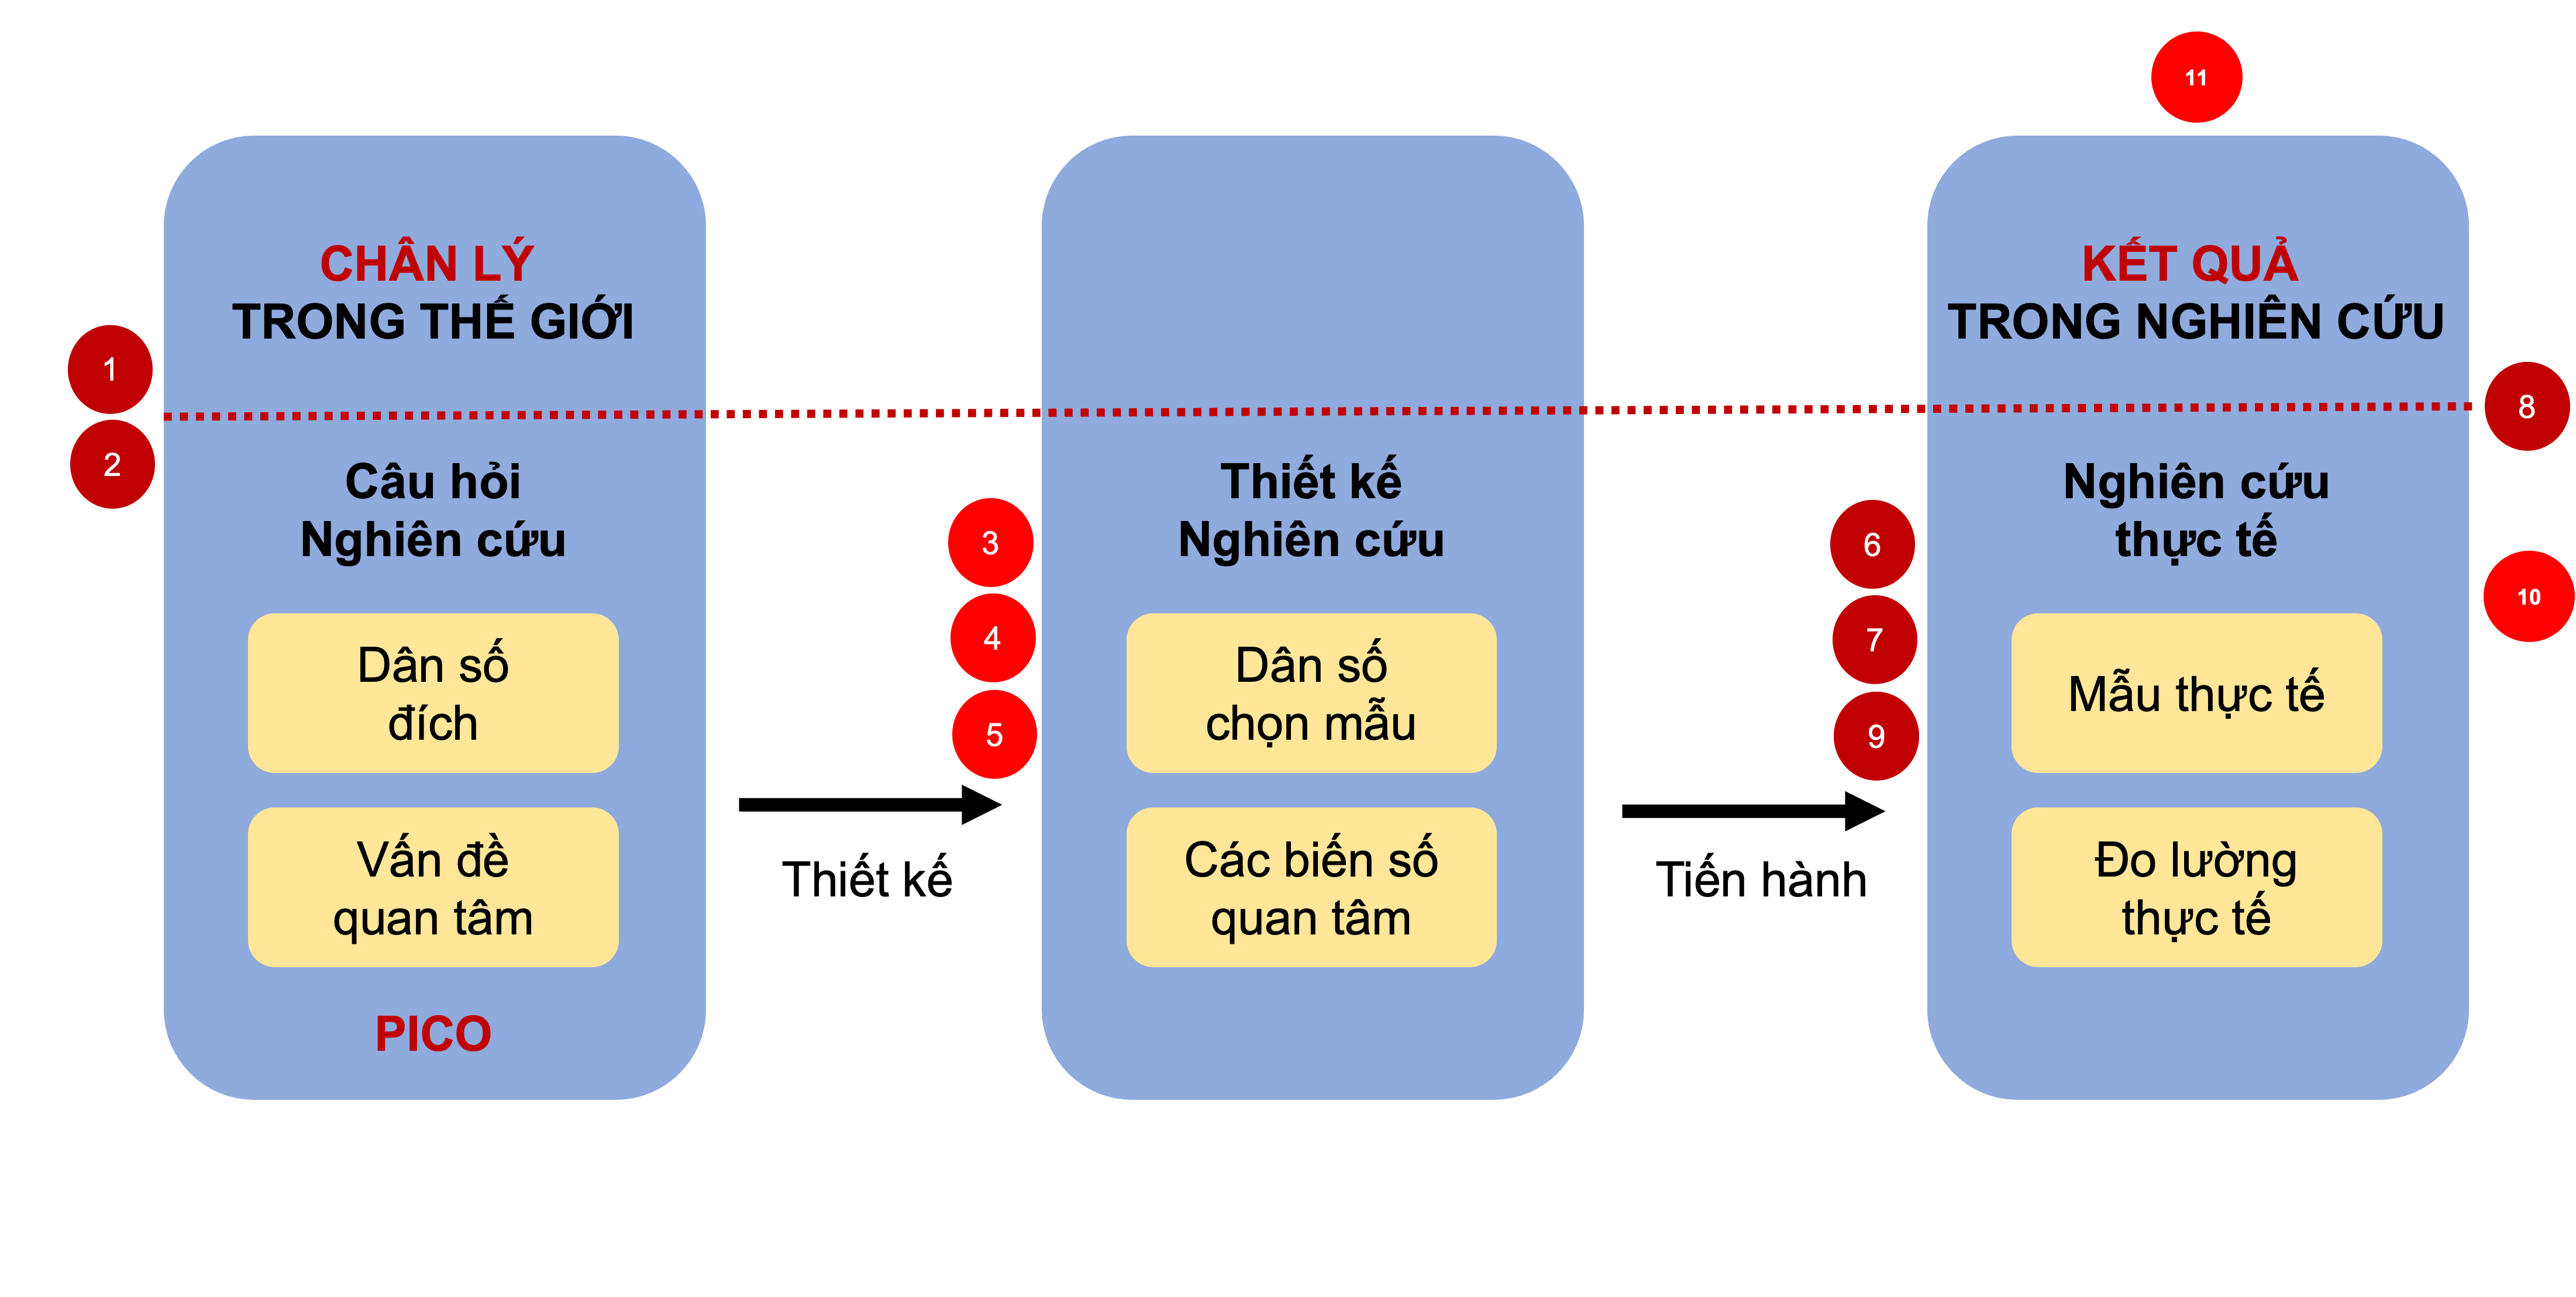 11
CHÂN LÝ
TRONG THẾ GIỚI
KẾT QUẢ
TRONG NGHIÊN CỨU
1
8
2
Câu hỏi
Nghiên cứu
Thiết kế
Nghiên cứu
Nghiên cứu
thực tế
3
6
10
4
7
5
9
Dân số
đích
Dân số
chọn mẫu
Mẫu thực tế
Vấn đề
quan tâm
Thiết kế
Các biến số
quan tâm
Tiến hành
Đo lường
thực tế
PICO